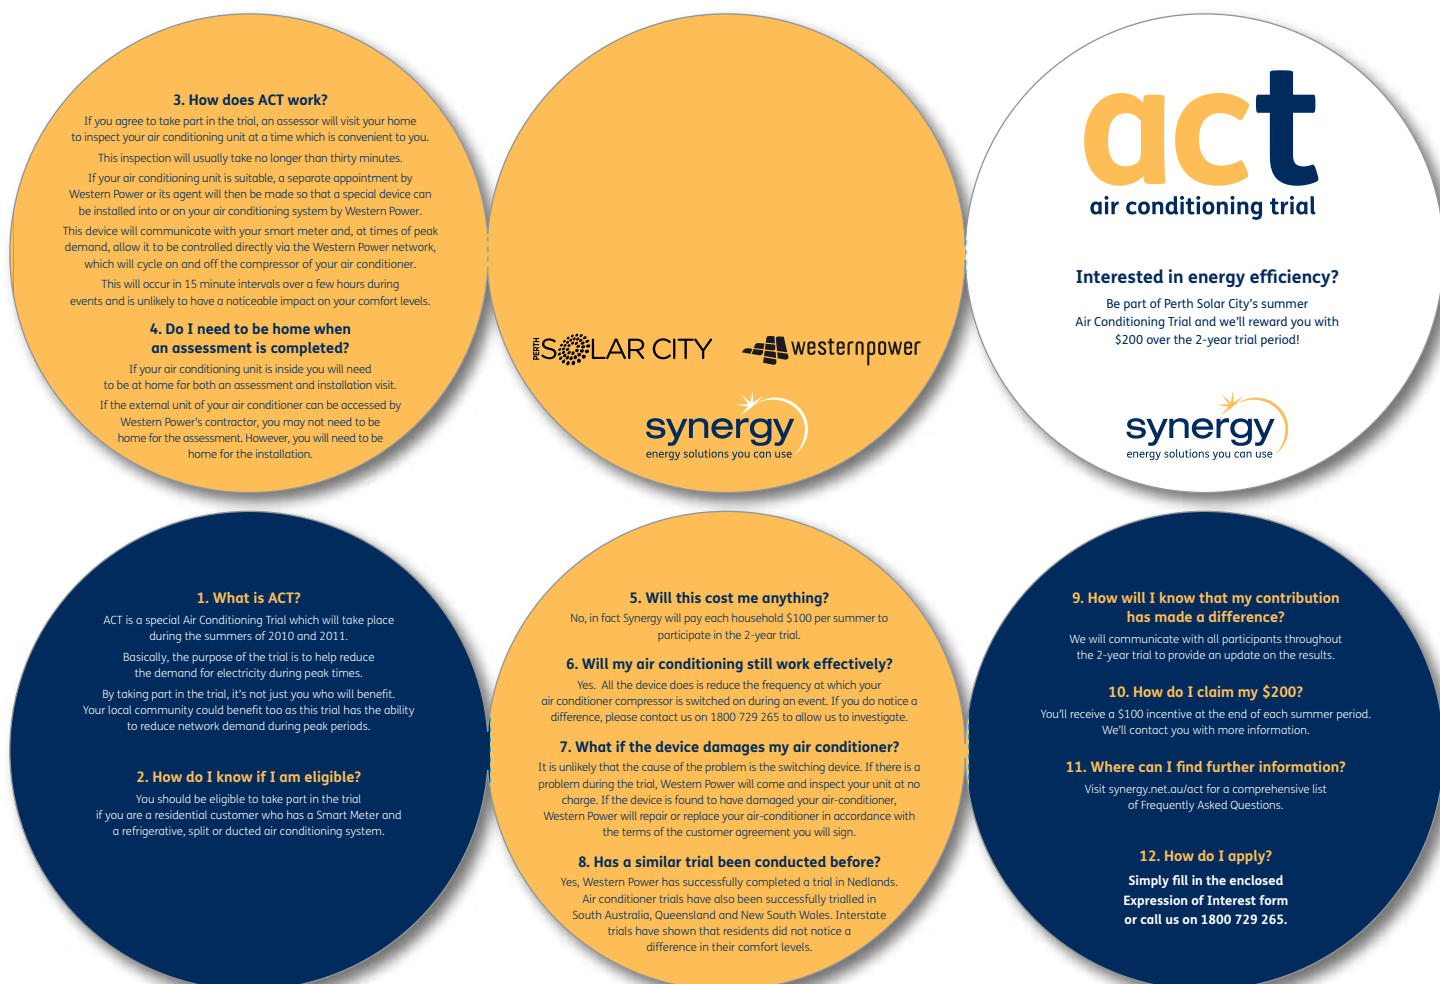 3. How does ACT work?
If you agree to take part in the trial, an assessor will visit your home
to inspect your air conditioning unit at a time which is convenient to you.
This inspection will usually take no longer than thirty minutes.
If your air conditioning unit is suitable, a separate appointment by
Western Power or its agent will then be made so that a special device can
be installed into or on your air conditioning system by Western Power.
This device will communicate with your smart meter and, at times of peak
demand, allow it to be controlled directly via the Western Power network,
which will cycle on and off the compressor of your air conditioner.
This will occur in 15 minute intervals over a few hours during
events and is unlikely to have a noticeable impact on your comfort levels.
4. Do I need to be home when
an assessment is completed?
If your air conditioning unit is inside you will need
to be at home for both an assessment and installation visit.
If the external unit of your air conditioner can be accessed by
Western Power's contractor, you may not need to be
home for the assessment. However, you will need to be
home for the installation.
PERTH SOLAR CITY
westernpower
synergy
energy solutions you can use
act
air conditioning trial
Interested in energy efficiency?
Be part of Perth Solar City's summer
Air Conditioning Trial and we'll reward you with
$200 over the 2-year trial period!
synergy
energy solutions you can use
1. What is ACT?
ACT is a special Air Conditioning Trial which will take place
during the summers of 2010 and 2011.
Basically, the purpose of the trial is to help reduce
the demand for electricity during peak times.
By taking part in the trial, it's not just you who will benefit.
Your local community could benefit too as this trial has the ability
to reduce network demand during peak periods.
2. How do I know if I am eligible?
You should be eligible to take part in the trial
if you are a residential customer who has a Smart Meter and
a refrigerative, split or ducted air conditioning system.
5. Will this cost me anything?
No, in fact Synergy will pay each household $100 per summer to
participate in the 2-year trial.
6. Will my air conditioning still work effectively?
Yes. All the device does is reduce the frequency at which your
air conditioner compressor is switched on during an event. If you do notice a
difference, please contact us on 1800 729 265 to allow us to investigate.
7. What if the device damages my air conditioner?
It is unlikely that the cause of the problem is the switching device. If there is a
problem during the trial, Western Power will come and inspect your unit at no
charge. If the device is found to have damaged your air-conditioner,
Western Power will repair or replace your air-conditioner in accordance with
the terms of the customer agreement you will sign.
8. Has a similar trial been conducted before?
Yes, Western Power has successfully completed a trial in Nedlands.
Air conditioner trials have also been successfully trialled in
South Australia, Queensland and New South Wales. Interstate
trials have shown that residents did not notice a
difference in their comfort levels.
9. How will I know that my contribution
has made a difference?
We will communicate with all participants throughout
the 2-year trial to provide an update on the results.
10. How do I claim my $200?
You'll receive a $100 incentive at the end of each summer period.
We'll contact you with more information.
11. Where can I find further information?
Visit synergy.net.au/act for a comprehensive list
of Frequently Asked Questions.
12. How do I apply?
Simply fill in the enclosed
Expression of Interest form
or call us on 1800 729 265.